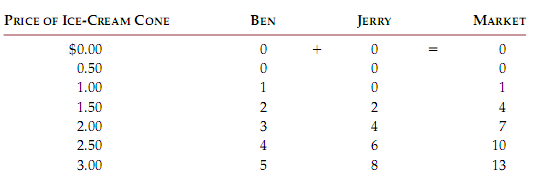 PRICE OF ICE-CREAM CONE BEN JERRY MARKET
$0.00 0 + 0 = 0
0.50 0 0 0
1.00 1 0 1
1.50 2 2 4
2.00 3 4 7
2.50 4 6 10
3.00 5 8 13